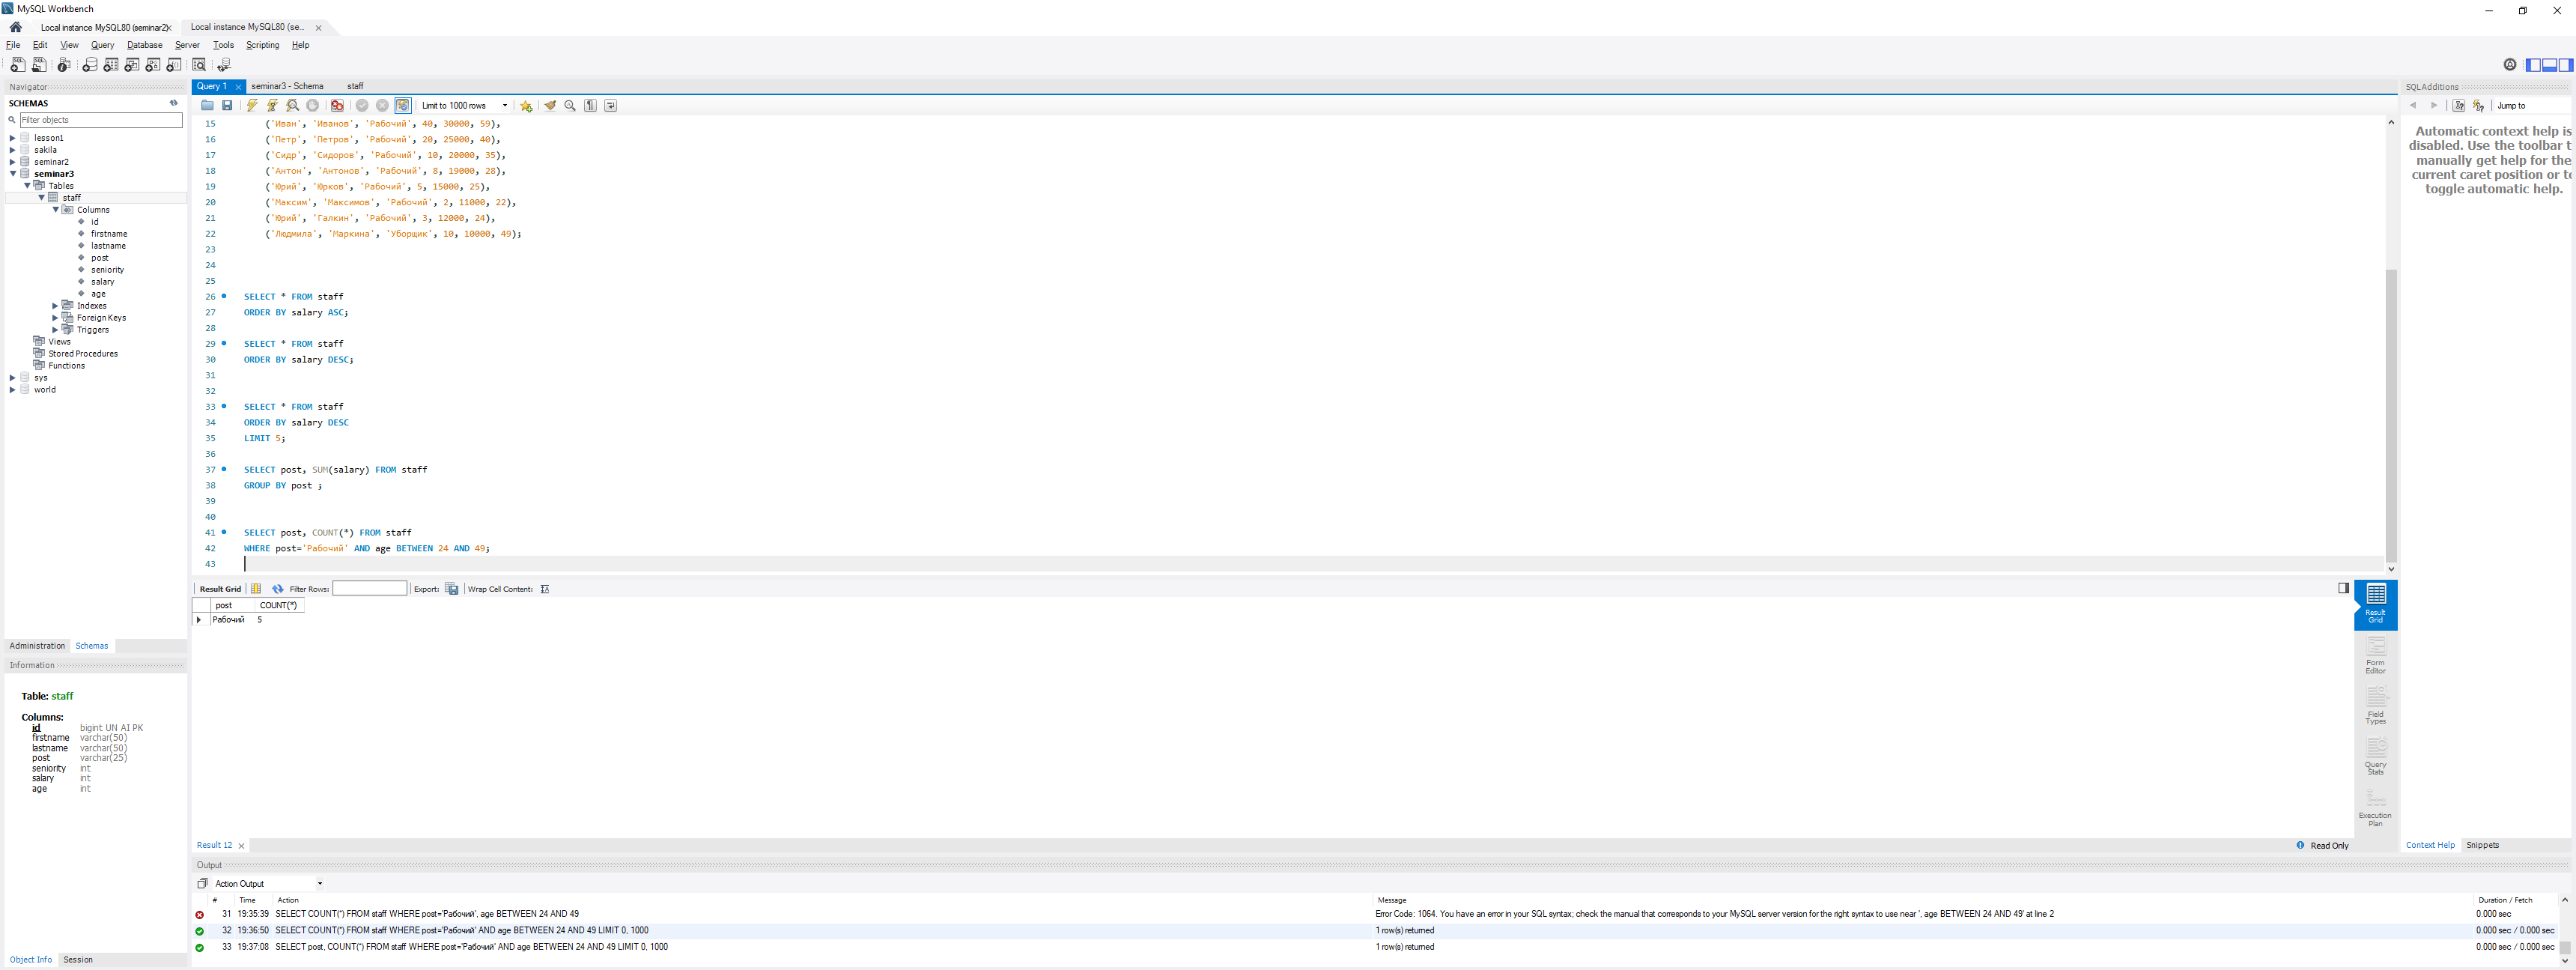 MySQL Workbench
Local instance MySQL80 (seminar2)
Local instance MySQL80 (se...
File Edit View Query Database Server Tools Scripting Help
Navigator
SCHEMAS
Filter objects
lesson1
sakila
seminar2
seminar3
Tables
staff
Columns
id
firstname
lastname
post
seniority
salary
age
Indexes
Foreign Keys
Triggers
Views
Stored Procedures
Functions
sys
world
Administration Schemas
Information
Table: staff
Columns:
id bigint UN AI PK
firstname varchar(50)
lastname varchar(50)
post varchar(25)
seniority int
salary int
age int
Object Info Session
Query 1 seminar3 - Schema staff
Limit to 1000 rows
15 ('Иван', 'Иванов', 'Рабочий', 40, 30000, 59),
16 ('Петр', 'Петров', 'Рабочий', 20, 25000, 40),
17 ('Сидр', 'Сидоров', 'Рабочий', 10, 20000, 35),
18 ('Антон', 'Антонов', 'Рабочий', 8, 19000, 28),
19 ('Юрий', 'Юрков', 'Рабочий', 5, 15000, 25),
20 ('Максим', 'Максимов', 'Рабочий', 2, 11000, 22),
21 ('Юрий', 'Галкин', 'Рабочий', 3, 12000, 24),
22 ('Людмила', 'Маркина', 'Уборщик', 10, 10000, 49);
23
24
25
26 SELECT * FROM staff
27 ORDER BY salary ASC;
28
29 SELECT * FROM staff
30 ORDER BY salary DESC;
31
32
33 SELECT * FROM staff
34 ORDER BY salary DESC
35 LIMIT 5;
36
37 SELECT post, SUM(salary) FROM staff
38 GROUP BY post ;
39
40
41 SELECT post, COUNT(*) FROM staff
42 WHERE post='Рабочий' AND age BETWEEN 24 AND 49;
43
Result Grid Filter Rows: Export: Wrap Cell Content:
post COUNT(*)
Рабочий 5
Result Grid
Form Editor
Field Types
Query Stats
Execution Plan
Result 12
Read Only
Output
Action Output
# Time Action Message Duration / Fetch
31 19:35:39 SELECT COUNT(*) FROM staff WHERE post='Рабочий', age BETWEEN 24 AND 49 Error Code: 1064. You have an error in your SQL syntax; check the manual that corresponds to your MySQL server version for the right syntax to use near ', age BETWEEN 24 AND 49' at line 2 0.000 sec
32 19:36:50 SELECT COUNT(*) FROM staff WHERE post='Рабочий' AND age BETWEEN 24 AND 49 LIMIT 0, 1000 1 row(s) returned 0.000 sec / 0.000 sec
33 19:37:08 SELECT post, COUNT(*) FROM staff WHERE post='Рабочий' AND age BETWEEN 24 AND 49 LIMIT 0, 1000 1 row(s) returned 0.000 sec / 0.000 sec
SQLAdditions
Jump to
Automatic context help is
disabled. Use the toolbar t
manually get help for the
current caret position or to
toggle automatic help.
Context Help Snippets